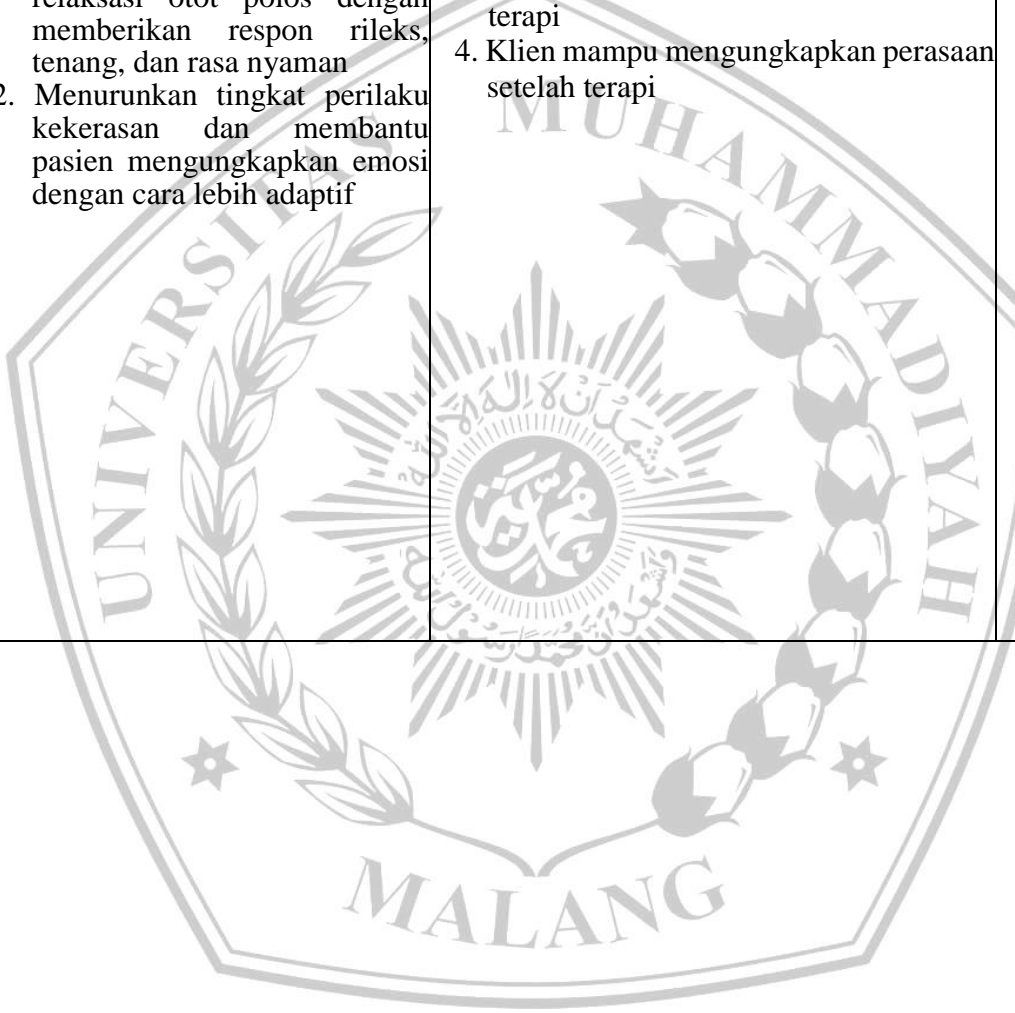 relaksasi otot polos dengan
memberikan respon rileks,
tenang, dan rasa nyaman
2. Menurunkan tingkat perilaku
kekerasan dan membantu
pasien mengungkapkan emosi
dengan cara lebih adaptif
terapi
4. Klien mampu mengungkapkan perasaan
setelah terapi
UNIVERSITAS MUHAMMADIYAH
MALANG